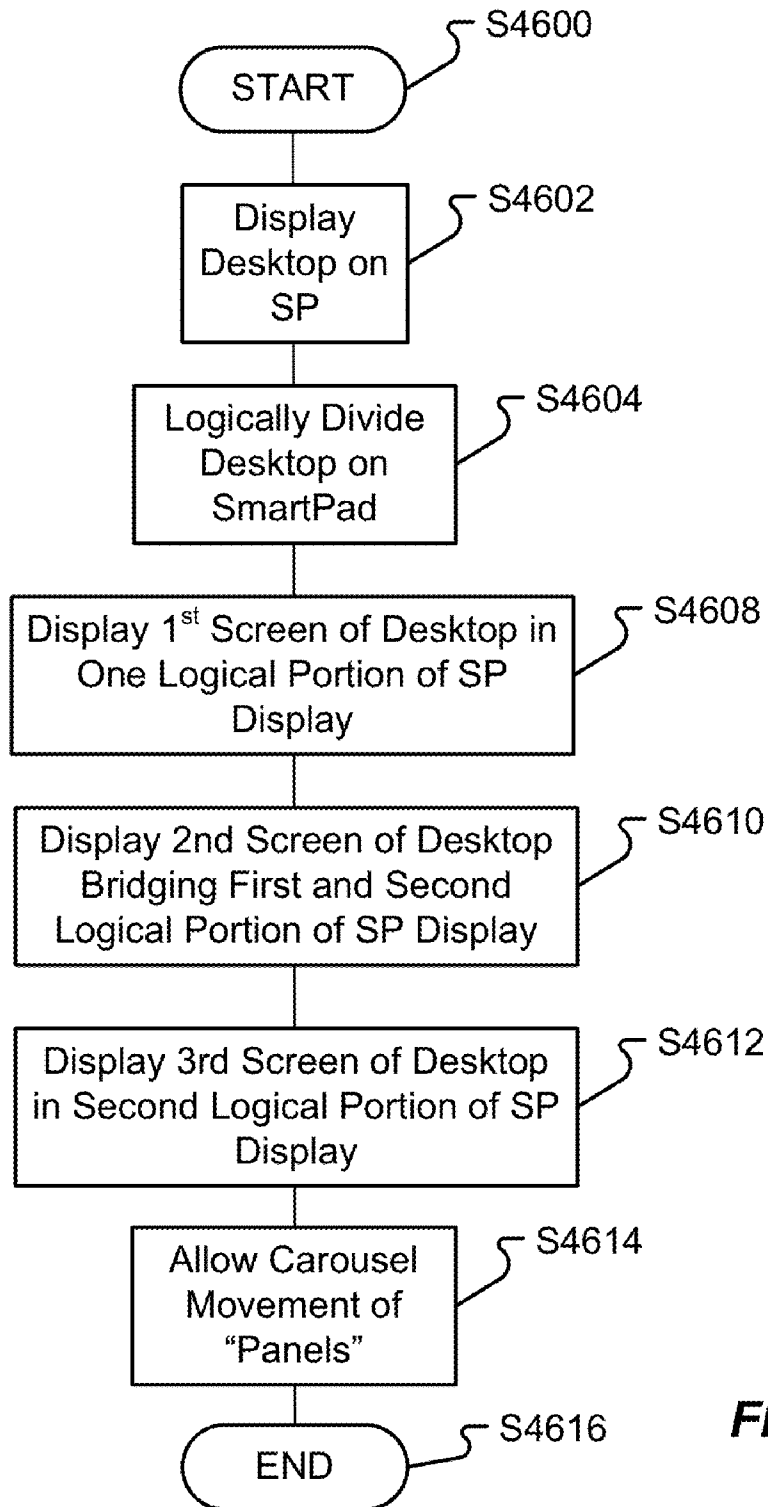 S4600
START
S4602
Display
Desktop on
SP
S4604
Logically Divide
Desktop on
SmartPad
S4608
Display 1st Screen of Desktop in
One Logical Portion of SP
Display
S4610
Display 2nd Screen of Desktop
Bridging First and Second
Logical Portion of SP Display
S4612
Display 3rd Screen of Desktop
in Second Logical Portion of SP
Display
S4614
Allow Carousel
Movement of
“Panels”
S4616
END